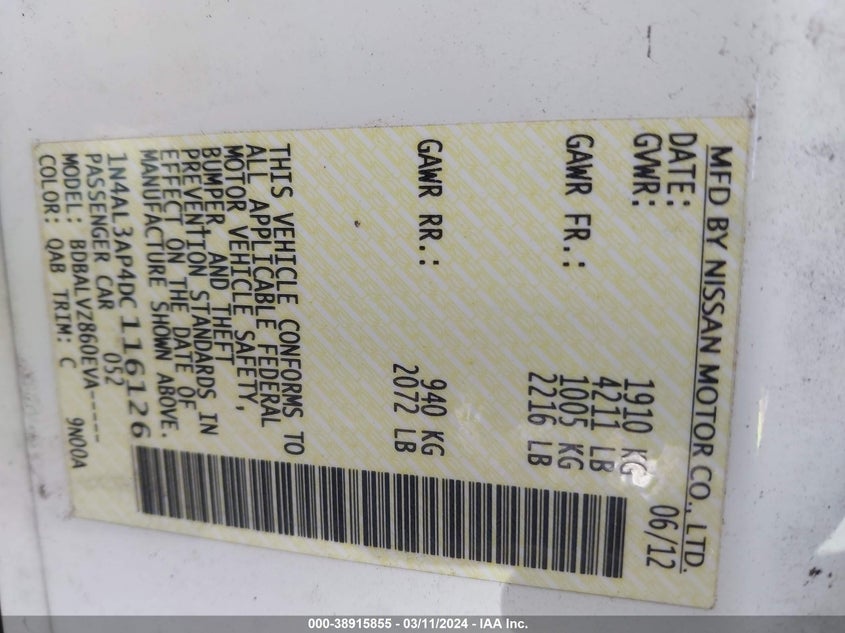 MFD BY NISSAN MOTOR CO., LTD.
DATE: 06/12
GVWR: 1910 KG
4211 LB
GAWR FR.: 1005 KG
2216 LB
GAWR RR.: 940 KG
2072 LB
THIS VEHICLE CONFORMS TO
ALL APPLICABLE FEDERAL
MOTOR VEHICLE SAFETY,
BUMPER, AND THEFT
PREVENTION STANDARDS IN
EFFECT ON THE DATE OF
MANUFACTURE SHOWN ABOVE.
1N4AL3AP4DC116126
PASSENGER CAR 052
MODEL: BDBALVZ860EVA-----
COLOR: QAB TRIM: C 9N00A
000-38915855 - 03/11/2024 - IAA Inc.